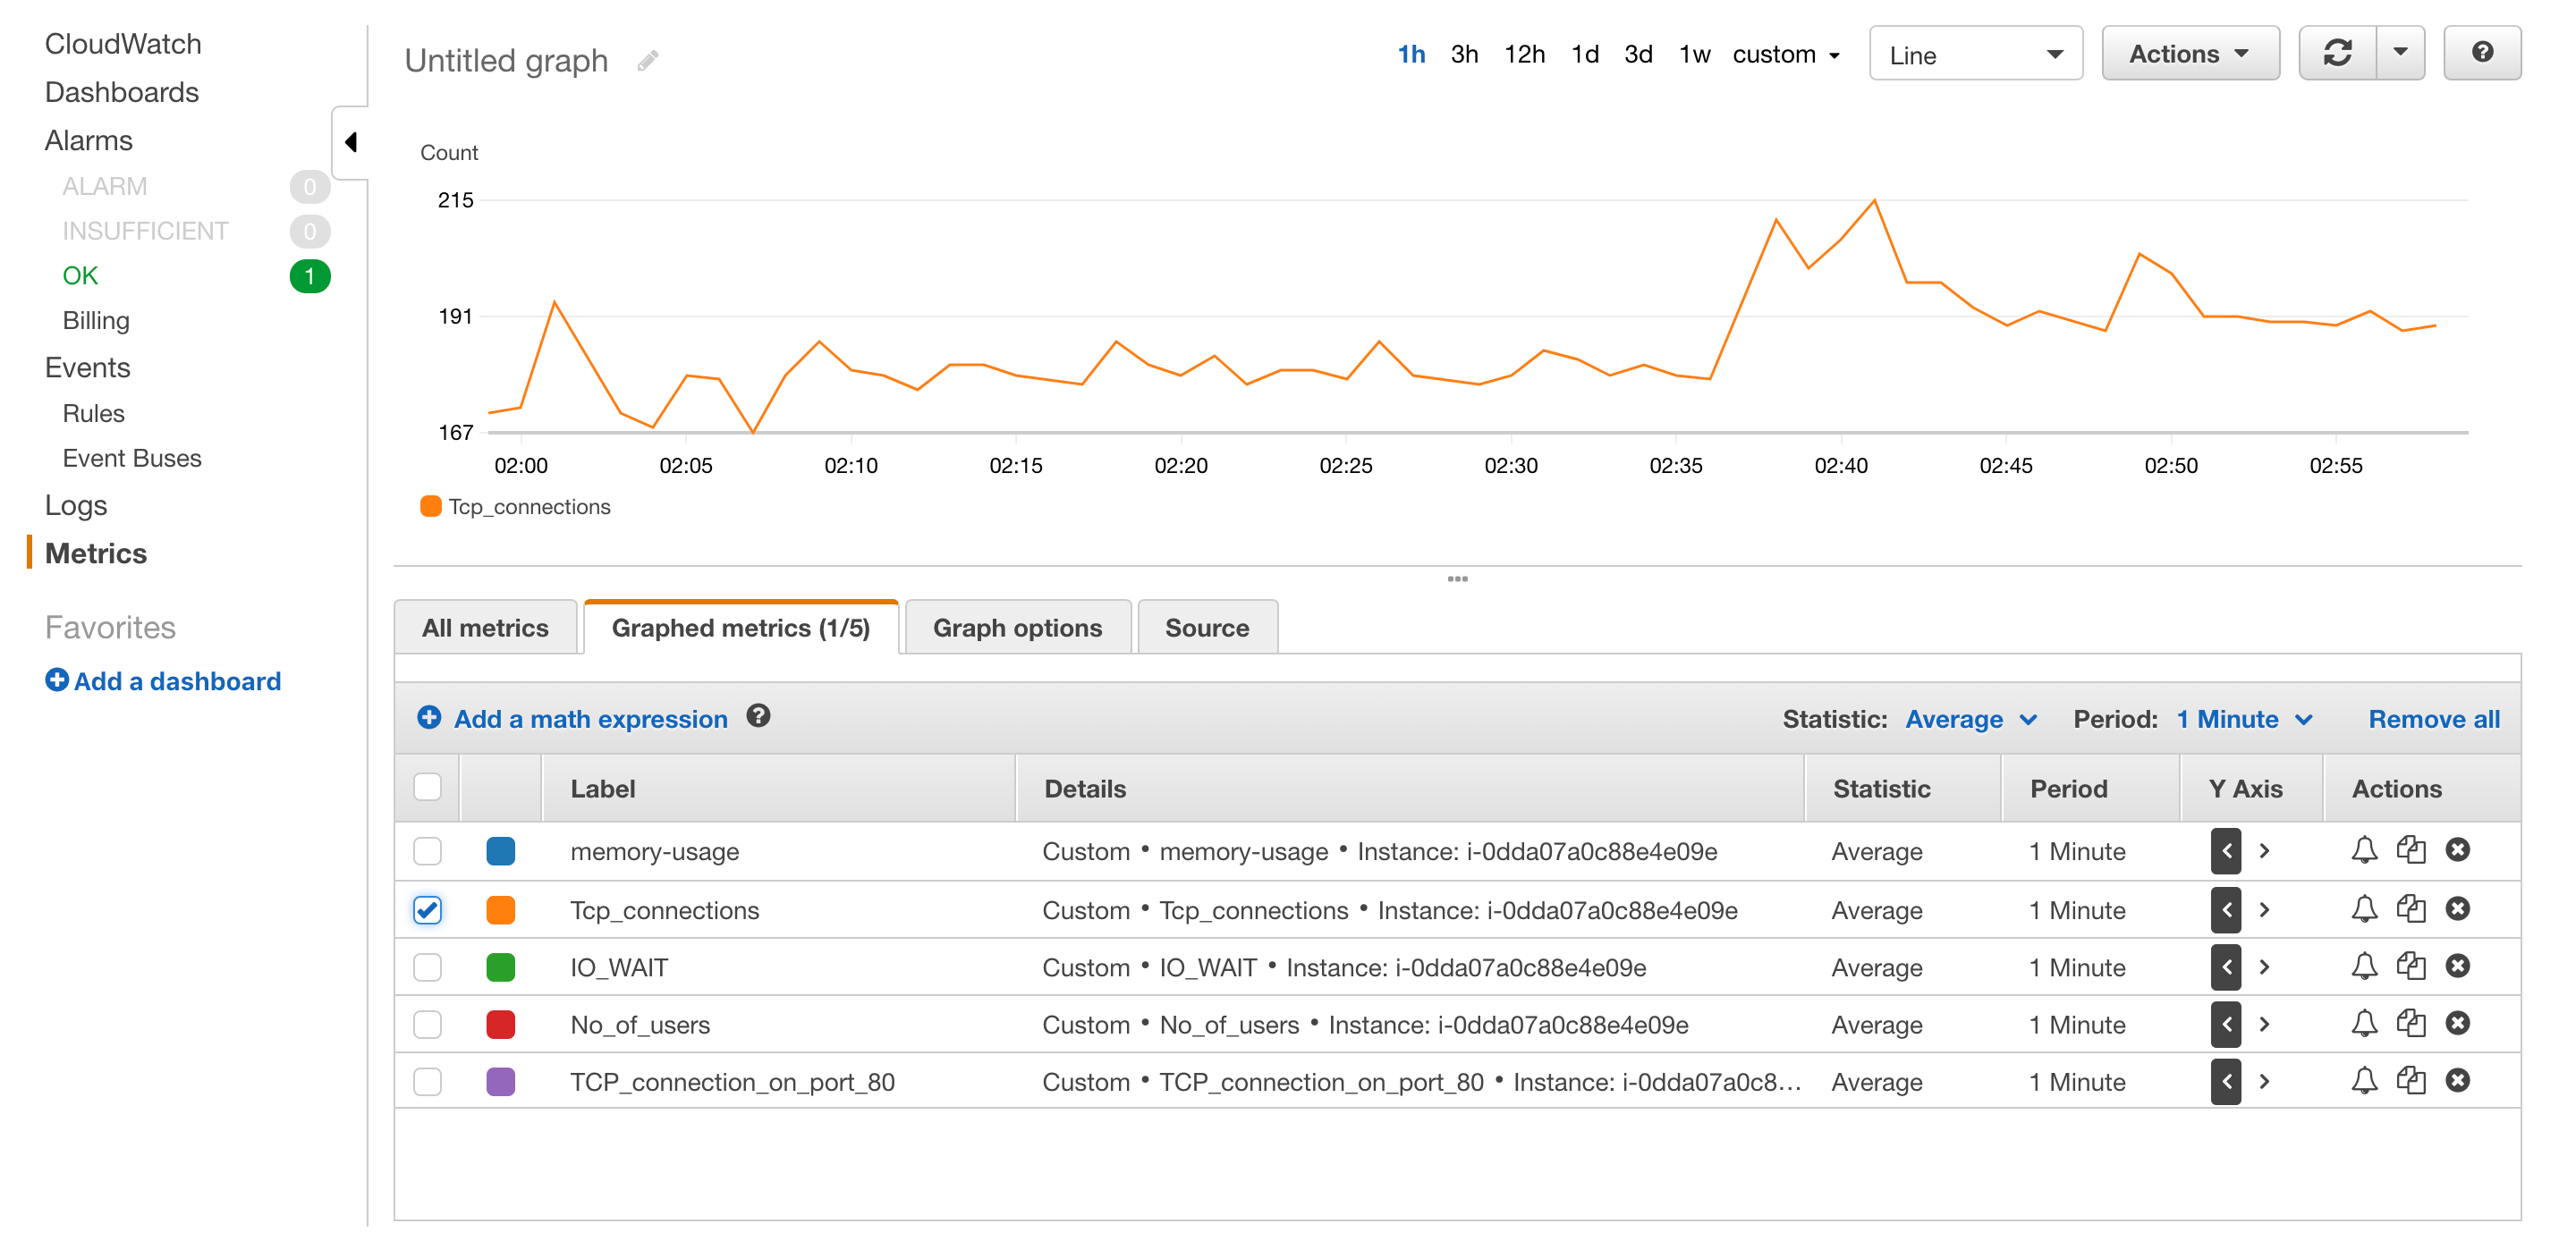 CloudWatch
Dashboards
Alarms
ALARM 0
INSUFFICIENT 0
OK 1
Billing
Events
Rules
Event Buses
Logs
Metrics
Favorites
Add a dashboard
Untitled graph
1h 3h 12h 1d 3d 1w custom Line Actions
Count
215
191
167
02:00 02:05 02:10 02:15 02:20 02:25 02:30 02:35 02:40 02:45 02:50 02:55
Tcp_connections
All metrics Graphed metrics (1/5) Graph options Source
Add a math expression Statistic: Average Period: 1 Minute Remove all
Label Details Statistic Period Y Axis Actions
memory-usage Custom • memory-usage • Instance: i-0dda07a0c88e4e09e Average 1 Minute
Tcp_connections Custom • Tcp_connections • Instance: i-0dda07a0c88e4e09e Average 1 Minute
IO_WAIT Custom • IO_WAIT • Instance: i-0dda07a0c88e4e09e Average 1 Minute
No_of_users Custom • No_of_users • Instance: i-0dda07a0c88e4e09e Average 1 Minute
TCP_connection_on_port_80 Custom • TCP_connection_on_port_80 • Instance: i-0dda07a0c8... Average 1 Minute